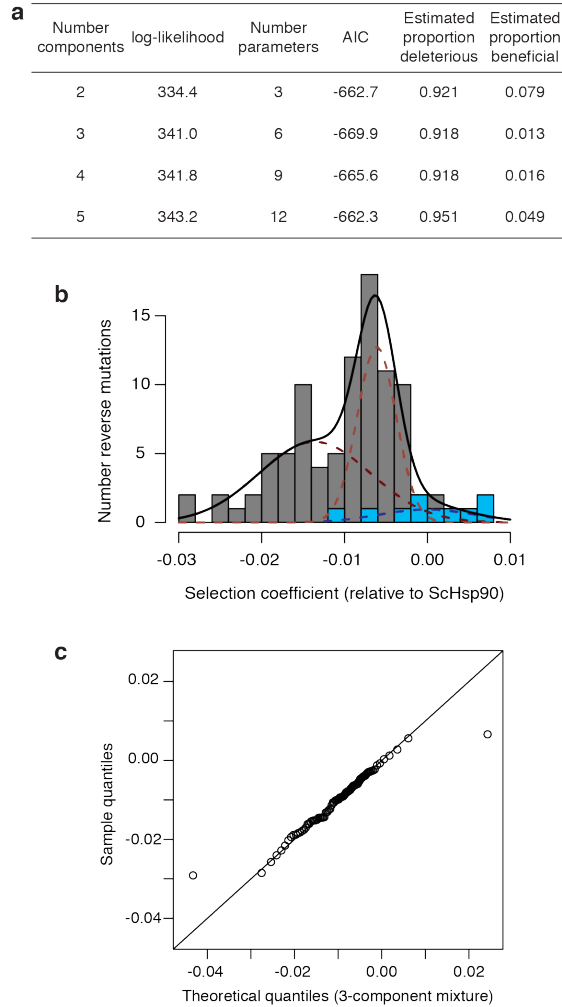 a
Number components log-likelihood Number parameters AIC Estimated proportion deleterious Estimated proportion beneficial
2 334.4 3 -662.7 0.921 0.079
3 341.0 6 -669.9 0.918 0.013
4 341.8 9 -665.6 0.918 0.016
5 343.2 12 -662.3 0.951 0.049
b
Number reverse mutations
15
10
5
0
-0.03 -0.02 -0.01 0.00 0.01
Selection coefficient (relative to ScHsp90)
c
Sample quantiles
0.02
0.00
-0.02
-0.04
-0.04 -0.02 0.00 0.02
Theoretical quantiles (3-component mixture)